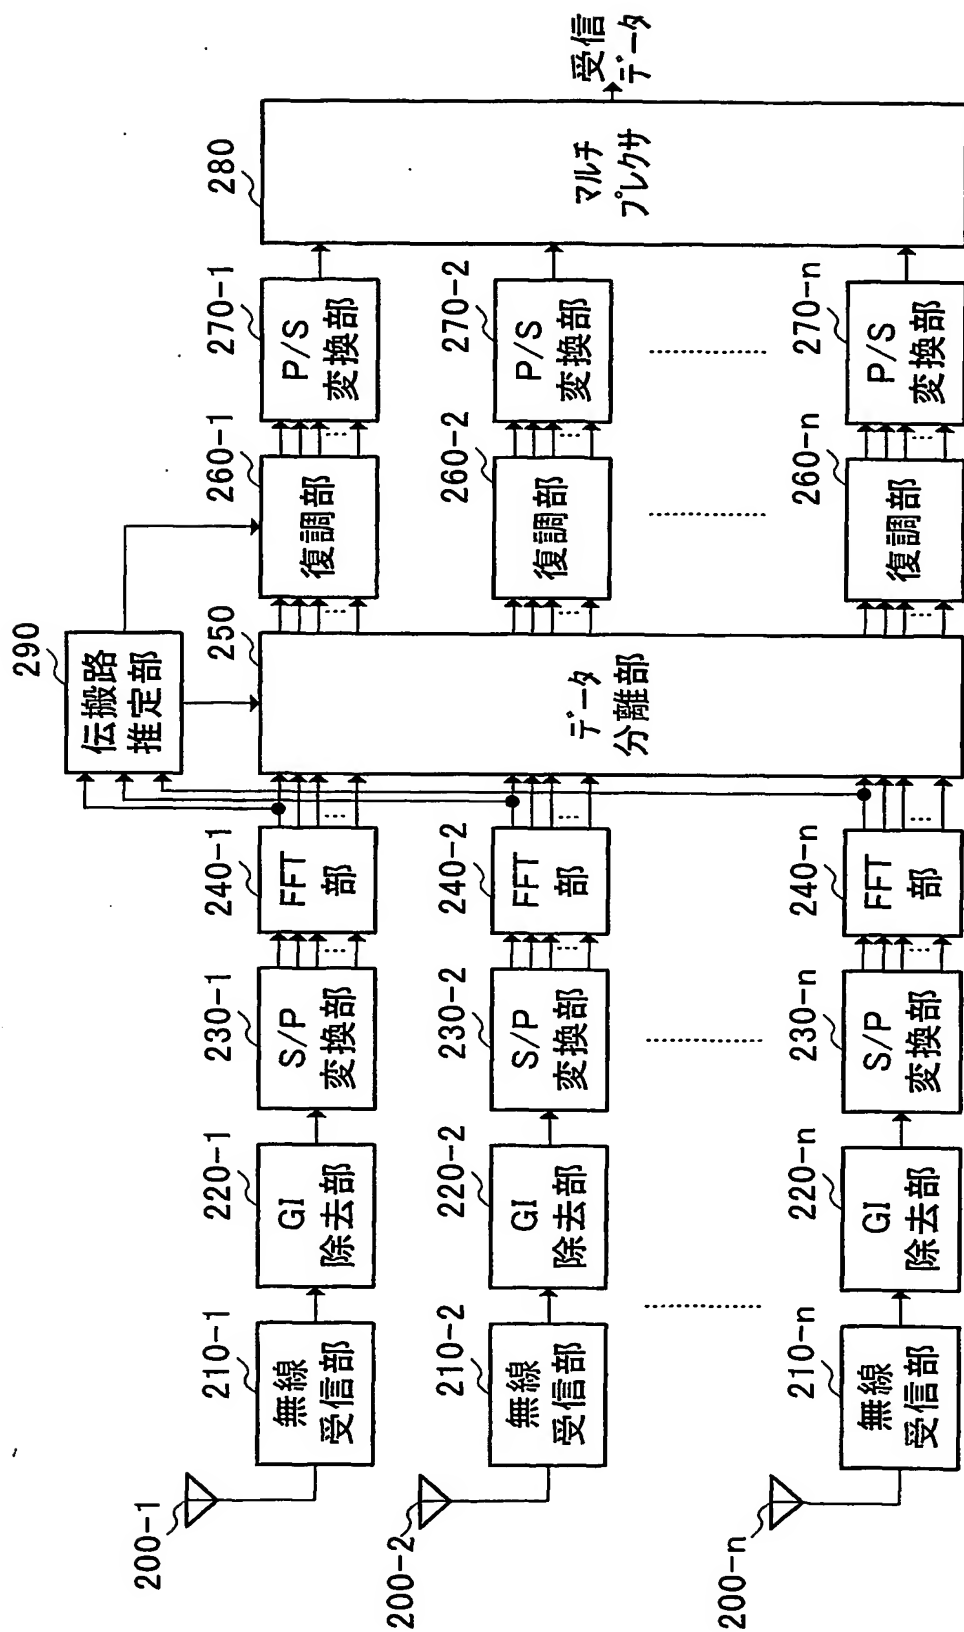 290
伝搬路
推定部
200-1
210-1
無線
受信部
220-1
GI
除去部
230-1
S/P
変換部
240-1
FFT
部
250
データ
分離部
260-1
復調部
270-1
P/S
変換部
280
マルチ
プレクサ
受信
データ
200-2
210-2
無線
受信部
220-2
GI
除去部
230-2
S/P
変換部
240-2
FFT
部
260-2
復調部
270-2
P/S
変換部
200-n
210-n
無線
受信部
220-n
GI
除去部
230-n
S/P
変換部
240-n
FFT
部
260-n
復調部
270-n
P/S
変換部